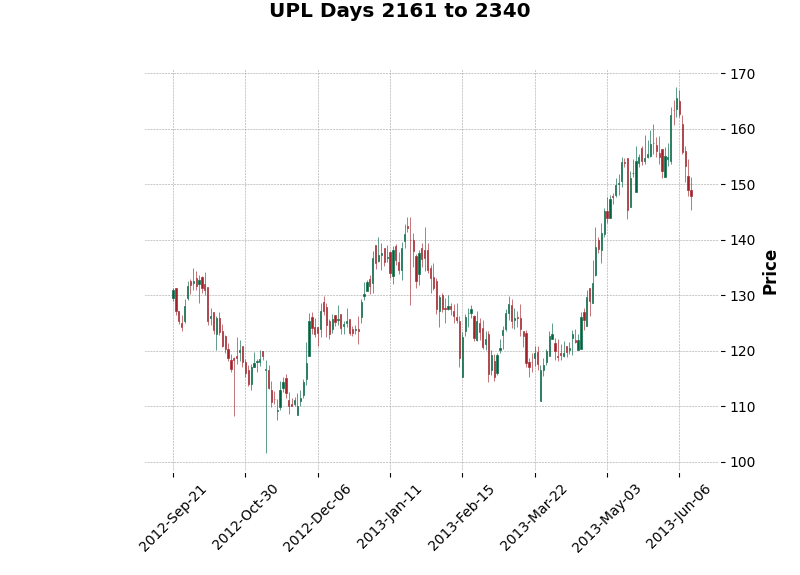 UPL Days 2161 to 2340
170
160
150
140
130
120
110
100
Price
2012-Sep-21
2012-Oct-30
2012-Dec-06
2013-Jan-11
2013-Feb-15
2013-Mar-22
2013-May-03
2013-Jun-06